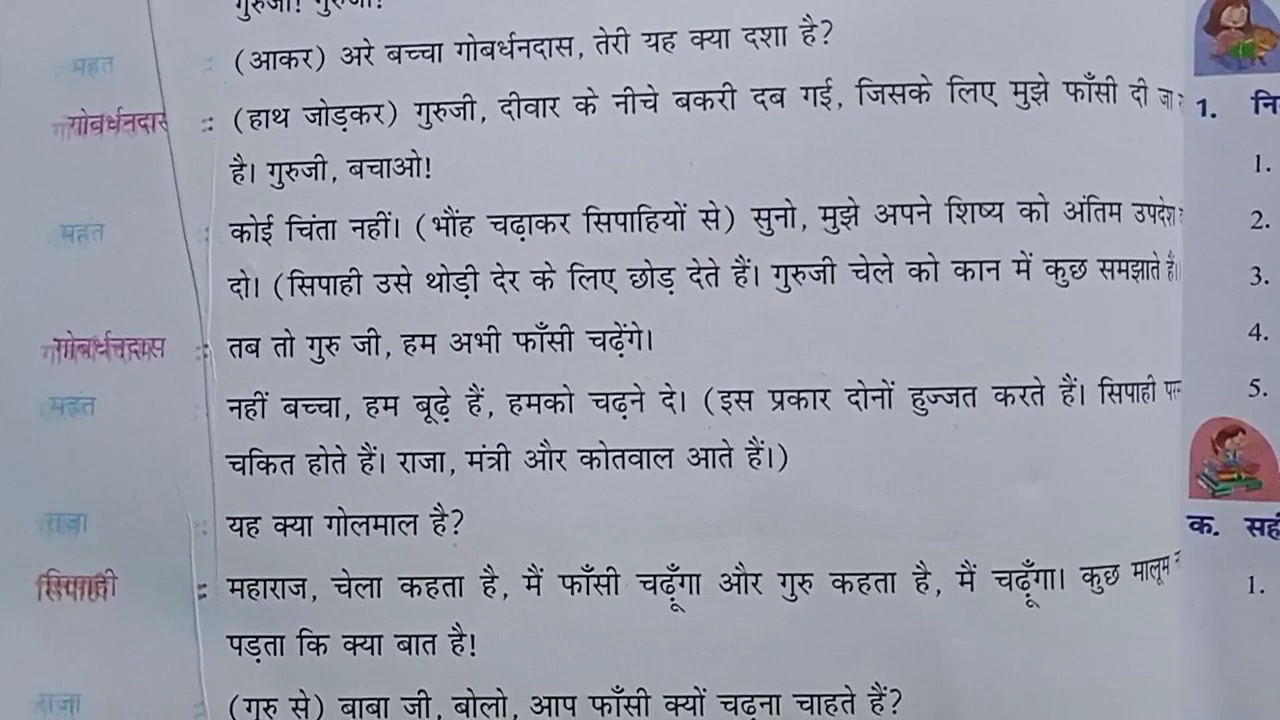 गुरुजी! गुरुजी!
महंत : (आकर) अरे बच्चा गोबर्धनदास, तेरी यह क्या दशा है?
गोबर्धनदास : (हाथ जोड़कर) गुरुजी, दीवार के नीचे बकरी दब गई, जिसके लिए मुझे फाँसी दी जा
है। गुरुजी, बचाओ!
महंत : कोई चिंता नहीं। (भौंह चढ़ाकर सिपाहियों से) सुनो, मुझे अपने शिष्य को अंतिम उपदेश
दो। (सिपाही उसे थोड़ी देर के लिए छोड़ देते हैं। गुरुजी चेले को कान में कुछ समझाते हैं।
गोबर्धनदास : तब तो गुरु जी, हम अभी फाँसी चढ़ेंगे।
महंत : नहीं बच्चा, हम बूढ़े हैं, हमको चढ़ने दे। (इस प्रकार दोनों हुज्जत करते हैं। सिपाही
चकित होते हैं। राजा, मंत्री और कोतवाल आते हैं।)
राजा : यह क्या गोलमाल है?
सिपाही : महाराज, चेला कहता है, मैं फाँसी चढ़ूँगा और गुरु कहता है, मैं चढ़ूँगा। कुछ मालूम
पड़ता कि क्या बात है!
राजा : (गुरु से) बाबा जी, बोलो, आप फाँसी क्यों चढ़ना चाहते हैं?
1. नि
1.
2.
3.
4.
5.
क. सही
1.